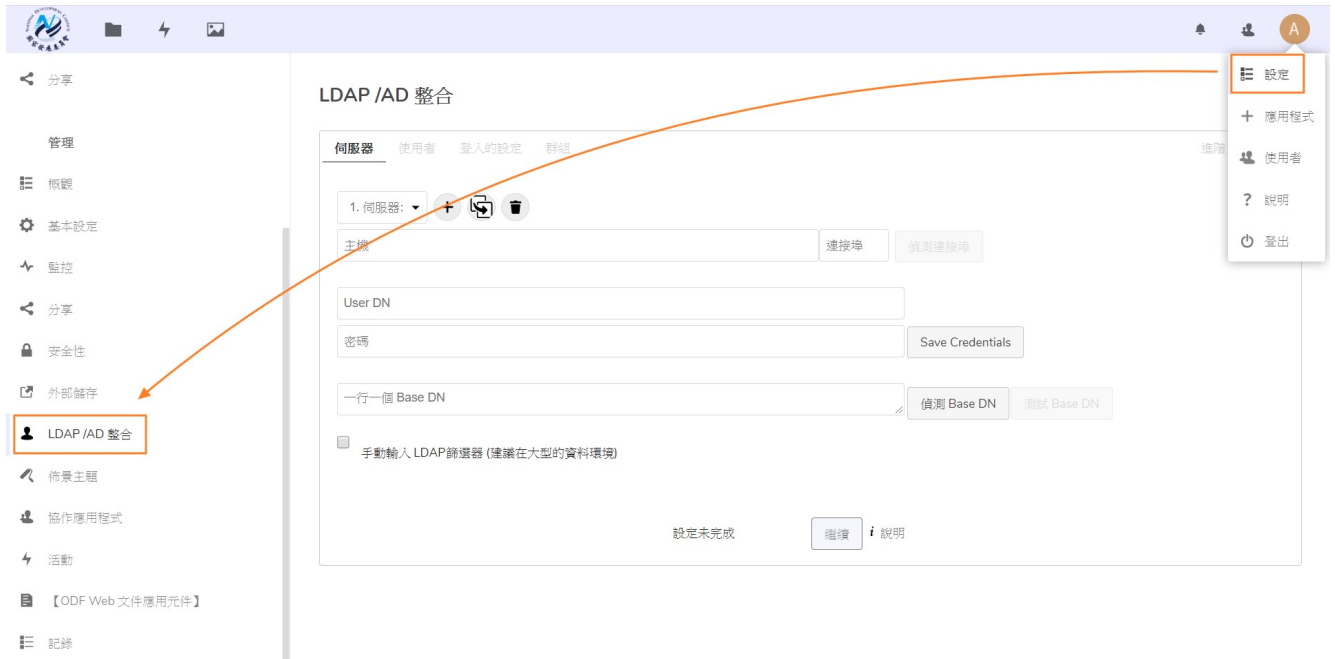 A
分享
管理
概觀
基本設定
監控
分享
安全性
外部儲存
LDAP /AD 整合
佈景主題
協作應用程式
活動
【ODF Web 文件應用元件】
記錄
設定
應用程式
使用者
? 說明
登出
LDAP /AD 整合
伺服器 使用者 登入的設定 群組 進階
1. 伺服器:
主機 連接埠 偵測連接埠
User DN
密碼 Save Credentials
一行一個 Base DN 偵測 Base DN 測試 Base DN
手動輸入 LDAP篩選器 (建議在大型的資料環境)
設定未完成 繼續 i 說明